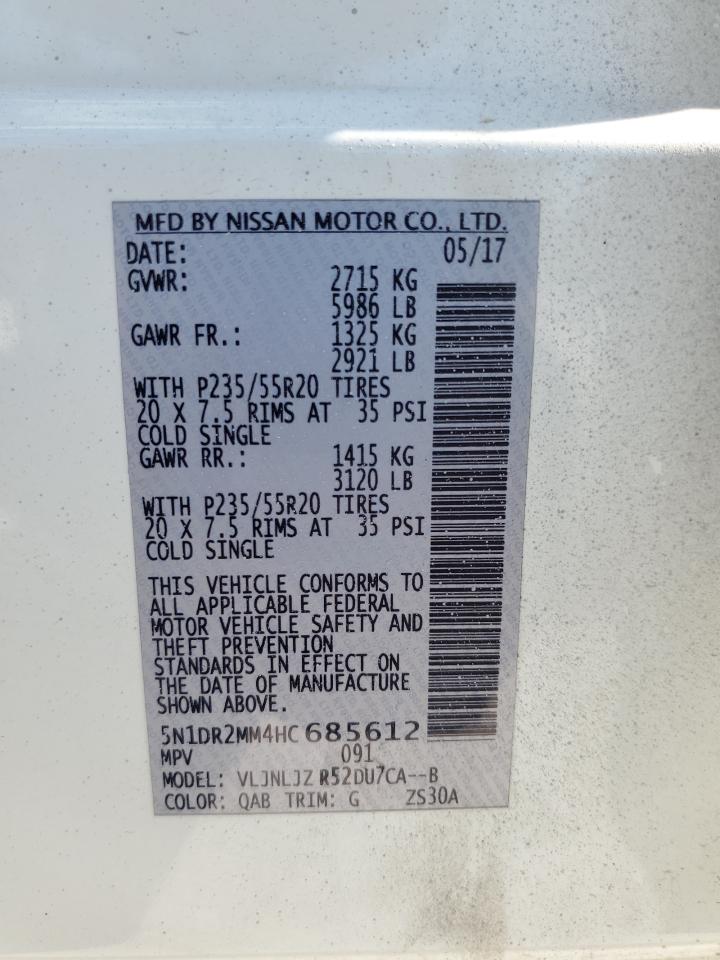 MFD BY NISSAN MOTOR CO., LTD.
DATE: 05/17
GVWR: 2715 KG
5986 LB
GAWR FR.: 1325 KG
2921 LB
WITH P235/55R20 TIRES
20 X 7.5 RIMS AT 35 PSI
COLD SINGLE
GAWR RR.: 1415 KG
3120 LB
WITH P235/55R20 TIRES
20 X 7.5 RIMS AT 35 PSI
COLD SINGLE
THIS VEHICLE CONFORMS TO
ALL APPLICABLE FEDERAL
MOTOR VEHICLE SAFETY AND
THEFT PREVENTION
STANDARDS IN EFFECT ON
THE DATE OF MANUFACTURE
SHOWN ABOVE.
5N1DR2MM4HC685612
MPV 091
MODEL: VLJNLJZ R52DU7CA--B
COLOR: QAB TRIM: G ZS30A